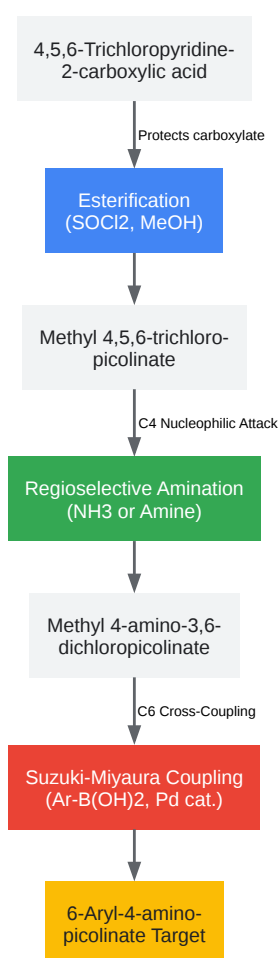 4,5,6-Trichloropyridine-
2-carboxylic acid
Protects carboxylate
Esterification
(SOCl2, MeOH)
Methyl 4,5,6-trichloro-
picolinate
C4 Nucleophilic Attack
Regioselective Amination
(NH3 or Amine)
Methyl 4-amino-3,6-
dichloropicolinate
C6 Cross-Coupling
Suzuki-Miyaura Coupling
(Ar-B(OH)2, Pd cat.)
6-Aryl-4-amino-
picolinate Target